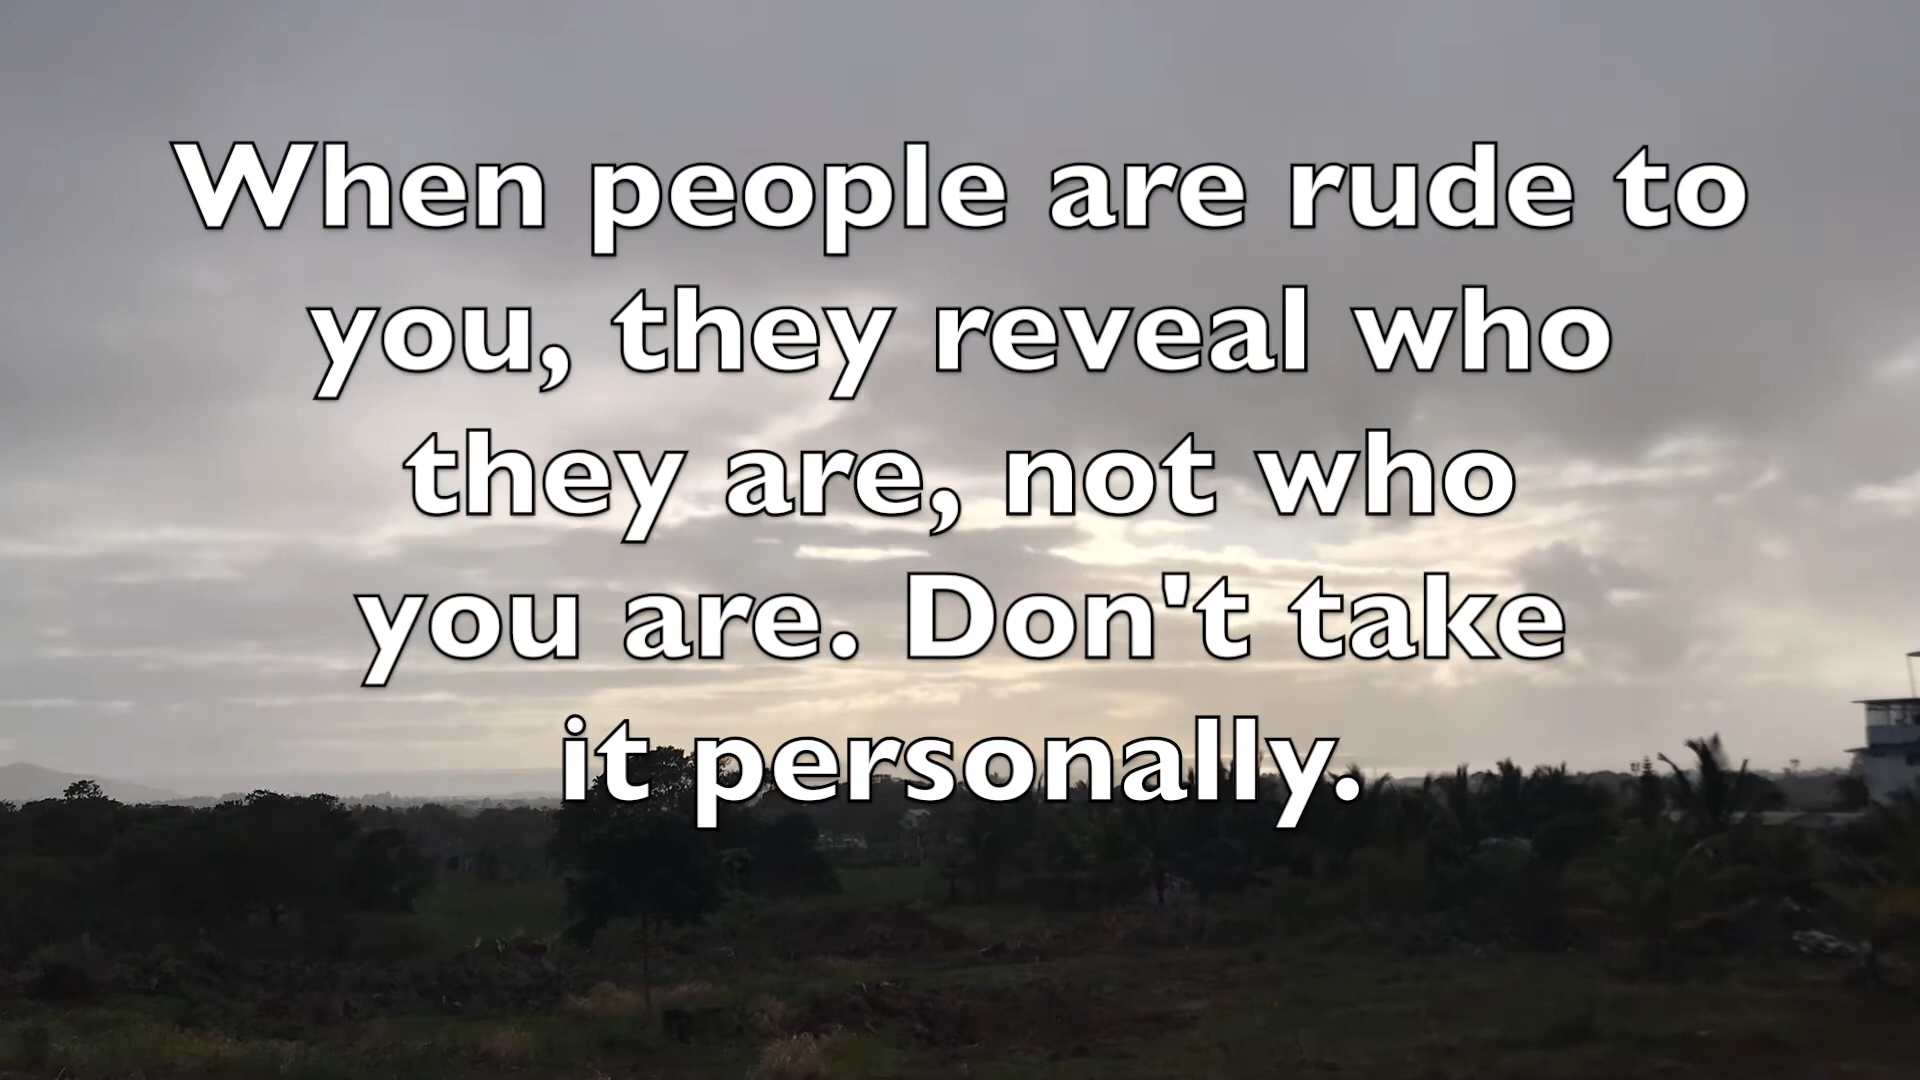 When people are rude to
you, they reveal who
they are, not who
you are. Don't take
it personally.